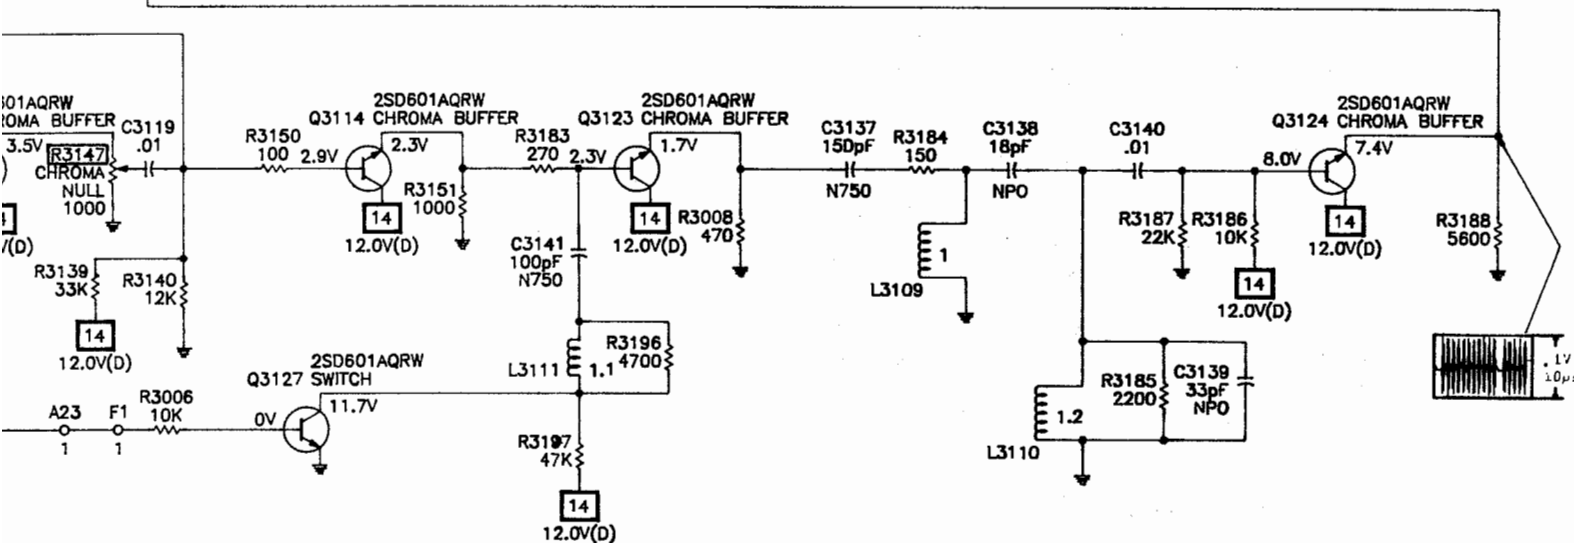 2SD601AQRW
Q3124 CHROMA BUFFER
7.4V
8.0V
14
12.0V(D)
R3188
5600
601AQRW
ROMA BUFFER
3.5V
R3147
CHROMA
NULL
1000
C3119
.01
R3150
100
2.9V
2SD601AQRW
Q3114 CHROMA BUFFER
2.3V
14
12.0V(D)
R3151
1000
R3183
270
2.3V
2SD601AQRW
Q3123 CHROMA BUFFER
1.7V
14
12.0V(D)
R3008
470
C3137
150pF
N750
R3184
150
C3138
18pF
NPO
C3140
.01
R3187
22K
R3186
10K
14
12.0V(D)
(D)
R3139
33K
14
12.0V(D)
R3140
12K
C3141
100pF
N750
L3109
1
L3111
1.1
R3196
4700
2SD601AQRW
Q3127 SWITCH
11.7V
0V
A23
1
F1
1
R3006
10K
R3197
47K
14
12.0V(D)
L3110
1.2
R3185
2200
C3139
33pF
NPO
.1V